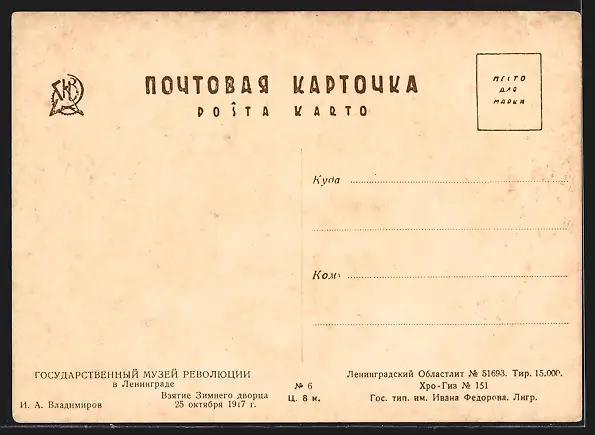 ПОЧТОВАЯ КАРТОЧКА
POŜTA KARTO
МЕСТО
ДЛЯ
МАРКИ
Куда
Кому
ГОСУДАРСТВЕННЫЙ МУЗЕЙ РЕВОЛЮЦИИ
в Ленинграде
Взятие Зимнего дворца
И. А. Владимиров 25 октября 1917 г.
№ 6
Ц. 8 к.
Ленинградский Областлит № 51693. Тир. 15.000.
Хро-Гиз № 151
Гос. тип. им. Ивана Федорова. Лнгр.